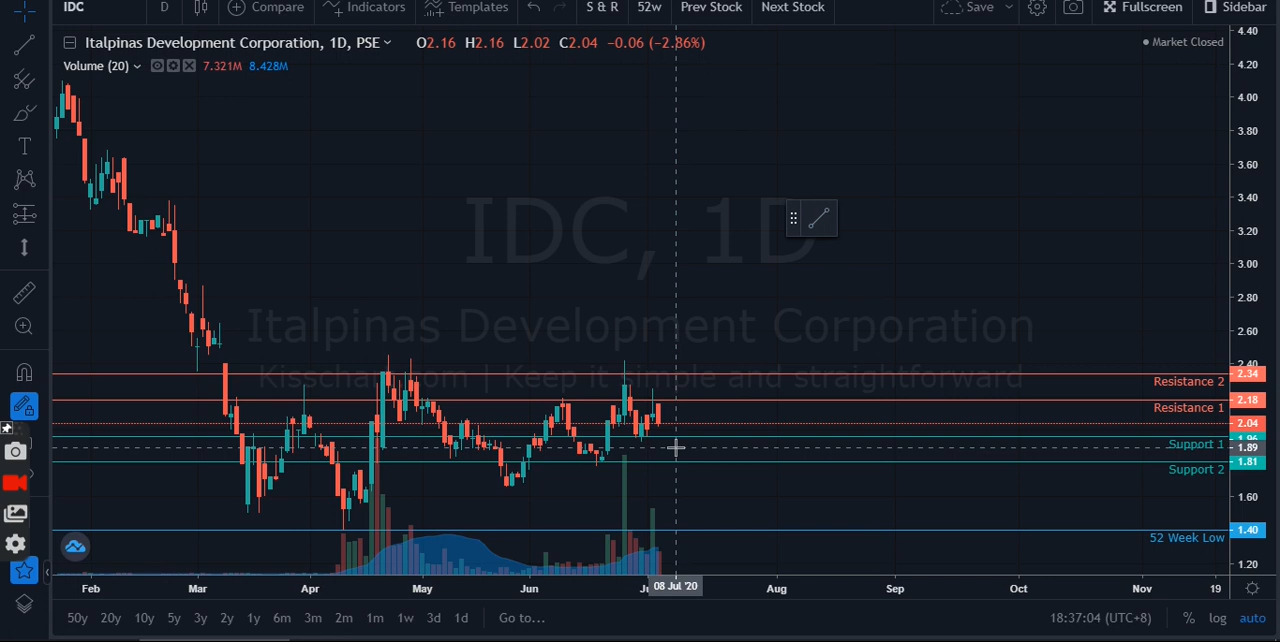 IDC D Compare Indicators Templates S & R 52w Prev Stock Next Stock Save Fullscreen Sidebar
Italpinas Development Corporation, 1D, PSE O2.16 H2.16 L2.02 C2.04 −0.06 (−2.86%)
Market Closed
Volume (20) 7.321M 8.428M
IDC, 1D
Italpinas Development Corporation
Kisschart.com | Keep it simple and straightforward
4.40
4.20
4.00
3.80
3.60
3.40
3.20
3.00
2.80
2.60
2.40
2.34
Resistance 2
2.18
Resistance 1
2.04
1.96
Support 1
1.89
1.81
Support 2
1.60
1.40
52 Week Low
1.20
Feb Mar Apr May Jun 08 Jul '20 Aug Sep Oct Nov 19
50y 20y 10y 5y 3y 2y 1y 6m 3m 2m 1m 1w 3d 1d Go to... 18:37:04 (UTC+8) % log auto